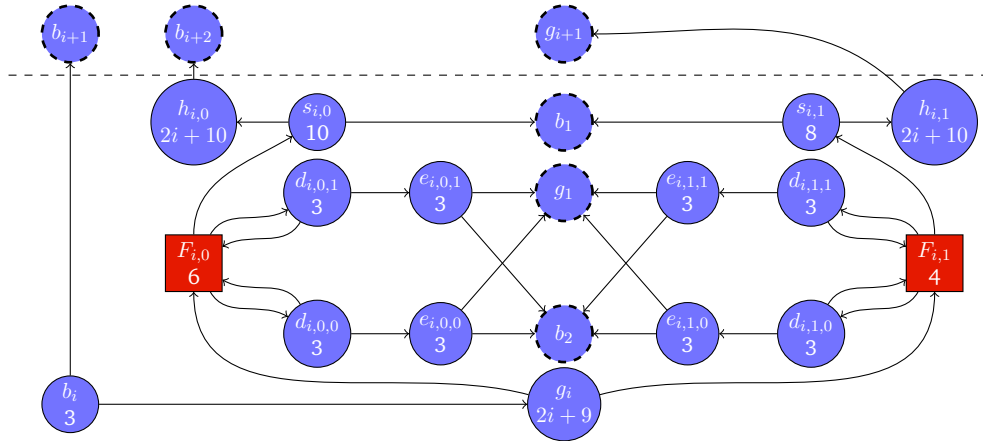 b_{i+1}
b_{i+2}
g_{i+1}
h_{i,0}
2i + 10
s_{i,0}
10
b_1
s_{i,1}
8
h_{i,1}
2i + 10
d_{i,0,1}
3
e_{i,0,1}
3
g_1
e_{i,1,1}
3
d_{i,1,1}
3
F_{i,0}
6
F_{i,1}
4
d_{i,0,0}
3
e_{i,0,0}
3
b_2
e_{i,1,0}
3
d_{i,1,0}
3
b_i
3
g_i
2i + 9